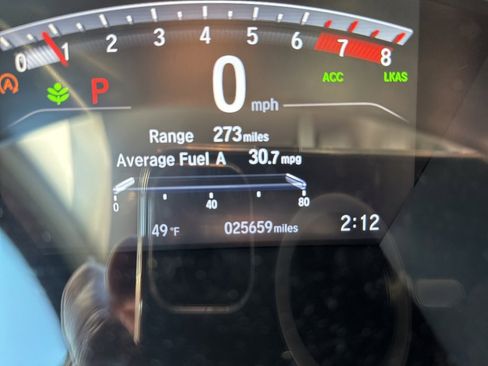 0 1 2 3 4 5 6 7 8
A P 0 mph ACC LKAS
Range 273 miles
Average Fuel A 30.7 mpg
0 40 80
49°F 025659 miles 2:12